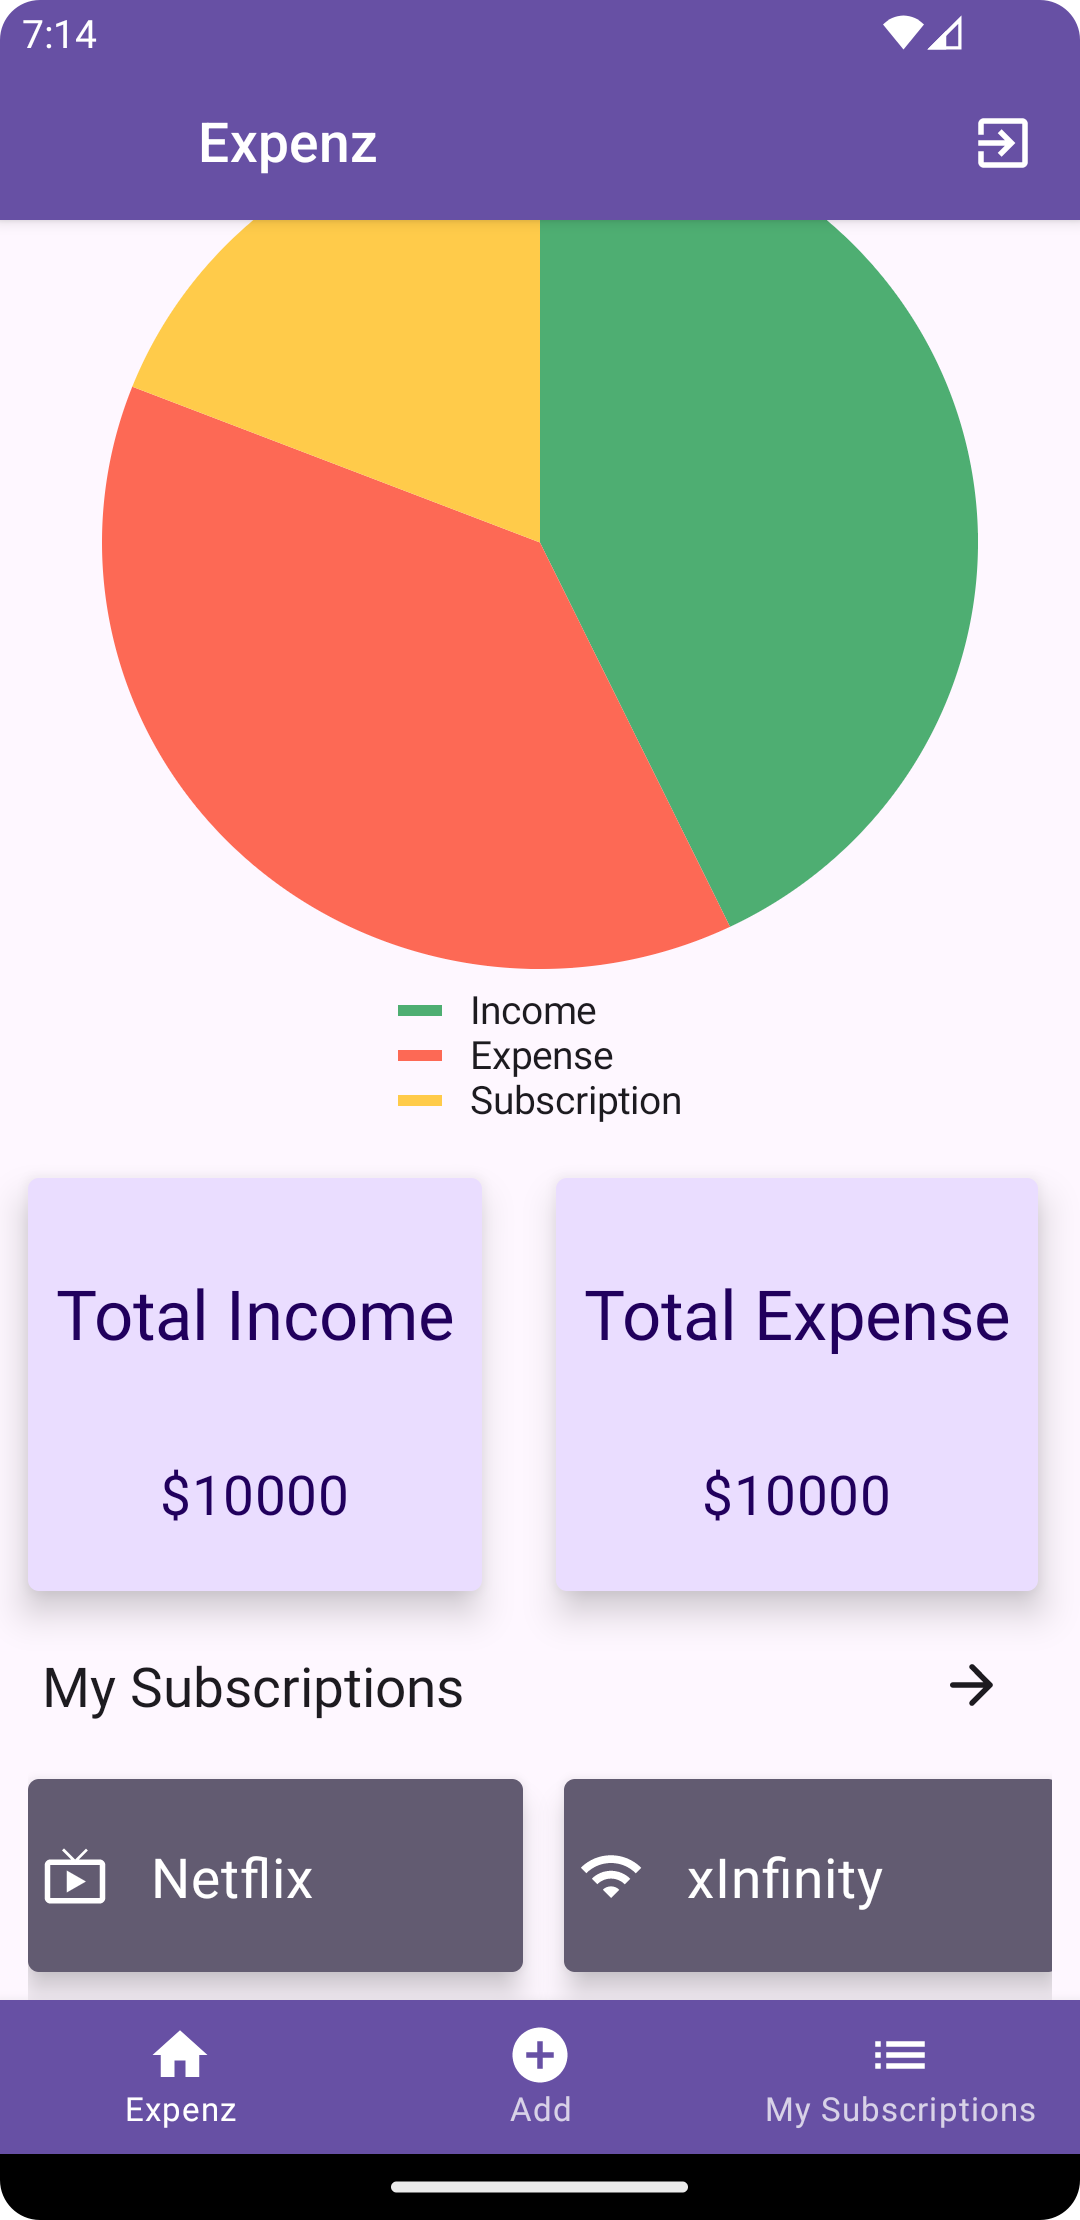 7:14
Expenz
Income
Expense
Subscription
Total Income
Total Expense
$10000
$10000
My Subscriptions
Netflix
xInfinity
Expenz
Add
My Subscriptions